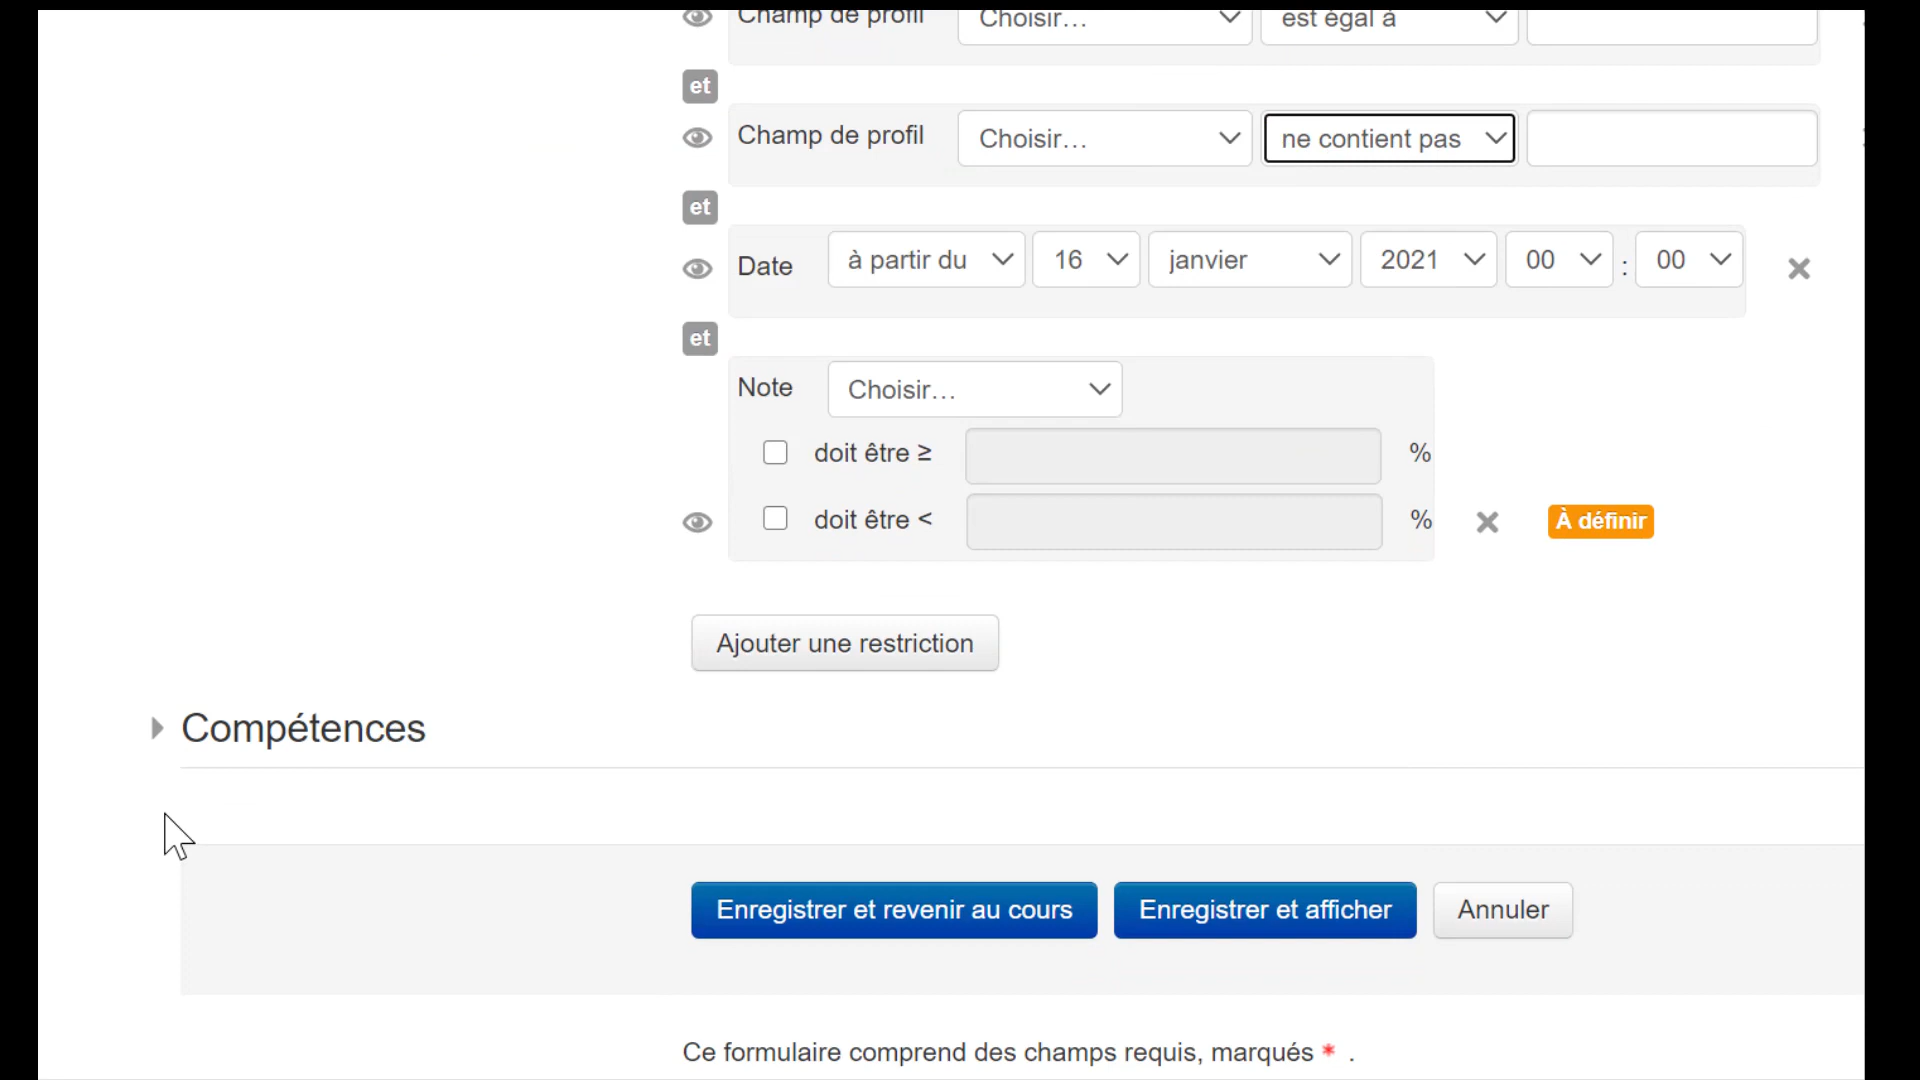 Champ de profil Choisir... est égal à
et
Champ de profil Choisir... ne contient pas
et
Date à partir du 16 janvier 2021 00 : 00
et
Note Choisir...
doit être ≥ %
doit être < % À définir
Ajouter une restriction
Compétences
Enregistrer et revenir au cours Enregistrer et afficher Annuler
Ce formulaire comprend des champs requis, marqués * .